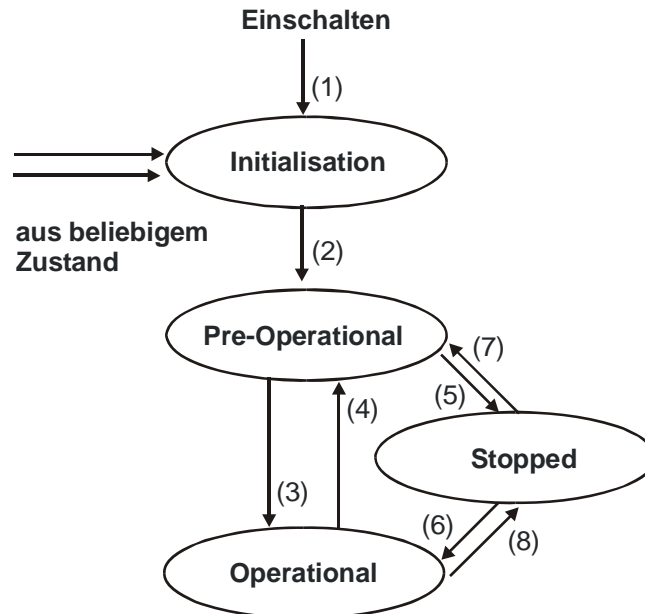 Einschalten
(1)
Initialisation
aus beliebigem
Zustand
(2)
Pre-Operational
(7)
(5)
(4)
Stopped
(3)
(6)
(8)
Operational